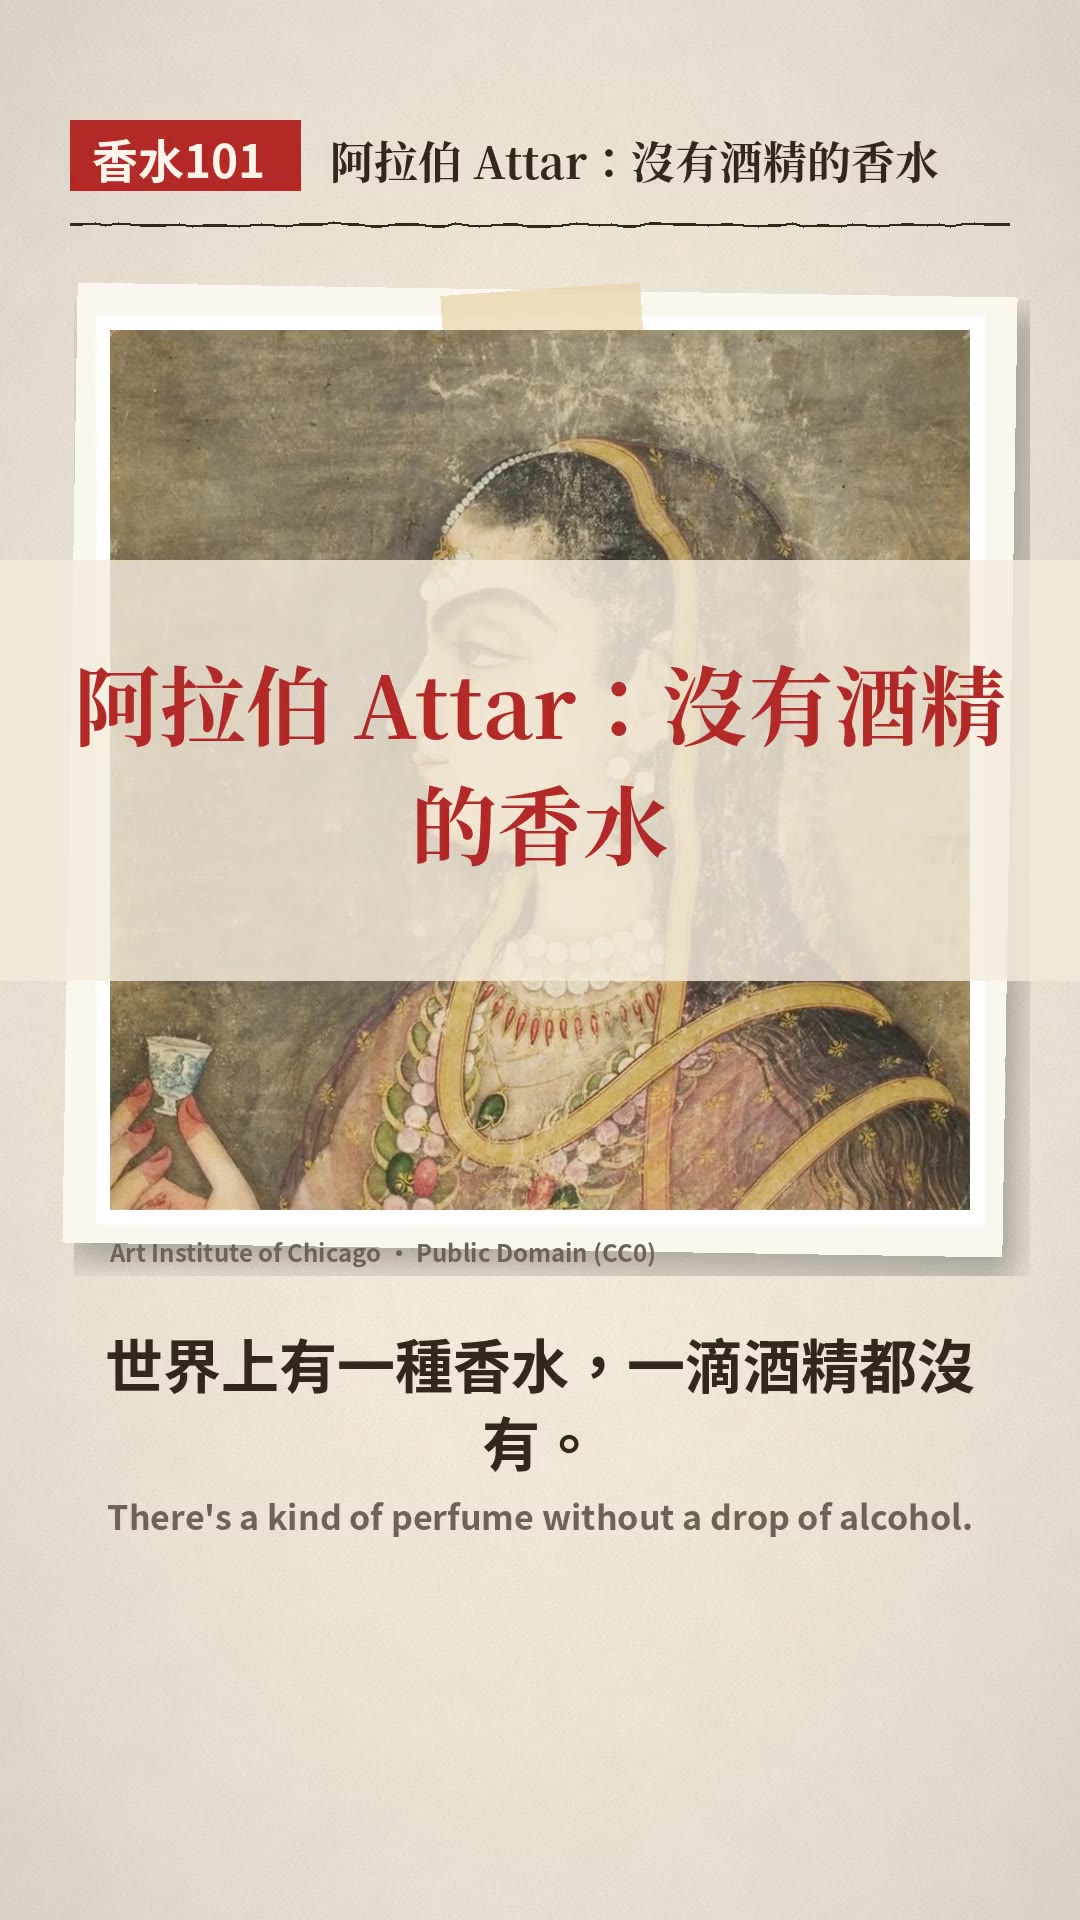 香水101
阿拉伯 Attar：沒有酒精的香水
阿拉伯 Attar：沒有酒精
的香水
Art Institute of Chicago ・ Public Domain (CC0)
世界上有一種香水，一滴酒精都沒
有。
There's a kind of perfume without a drop of alcohol.